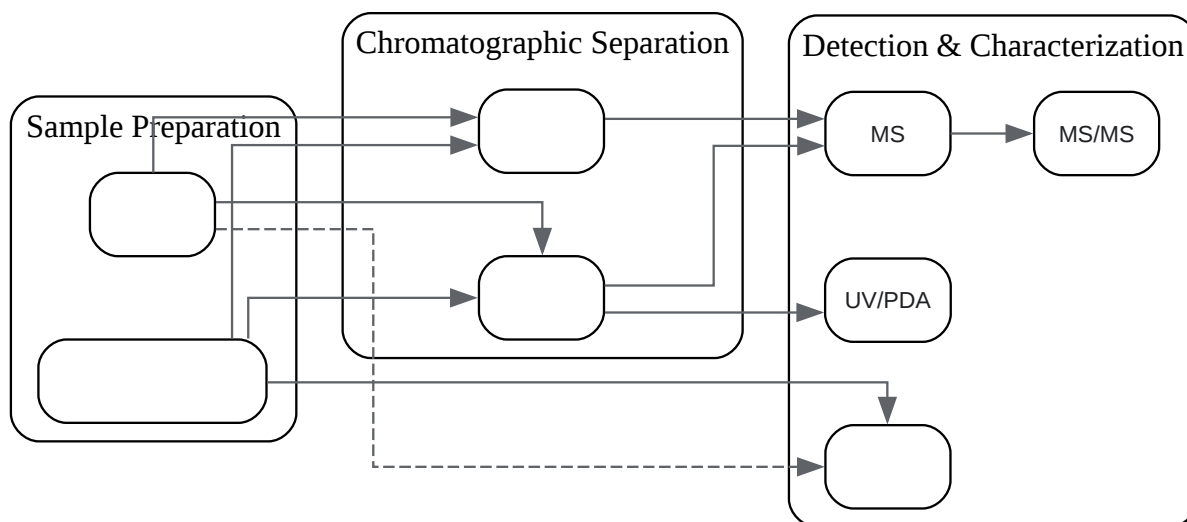 Sample Preparation
Chromatographic Separation
Detection & Characterization
MS
MS/MS
UV/PDA